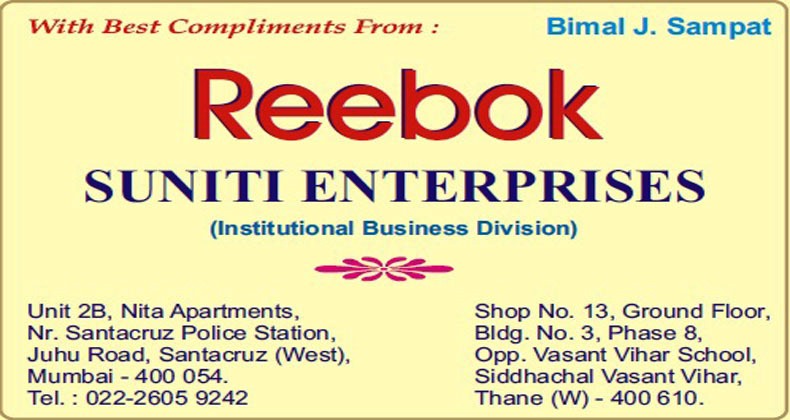 With Best Compliments From :
Bimal J. Sampat
Reebok
SUNITI ENTERPRISES
(Institutional Business Division)
Unit 2B, Nita Apartments,
Nr. Santacruz Police Station,
Juhu Road, Santacruz (West),
Mumbai - 400 054.
Tel. : 022-2605 9242
Shop No. 13, Ground Floor,
Bldg. No. 3, Phase 8,
Opp. Vasant Vihar School,
Siddhachal Vasant Vihar,
Thane (W) - 400 610.